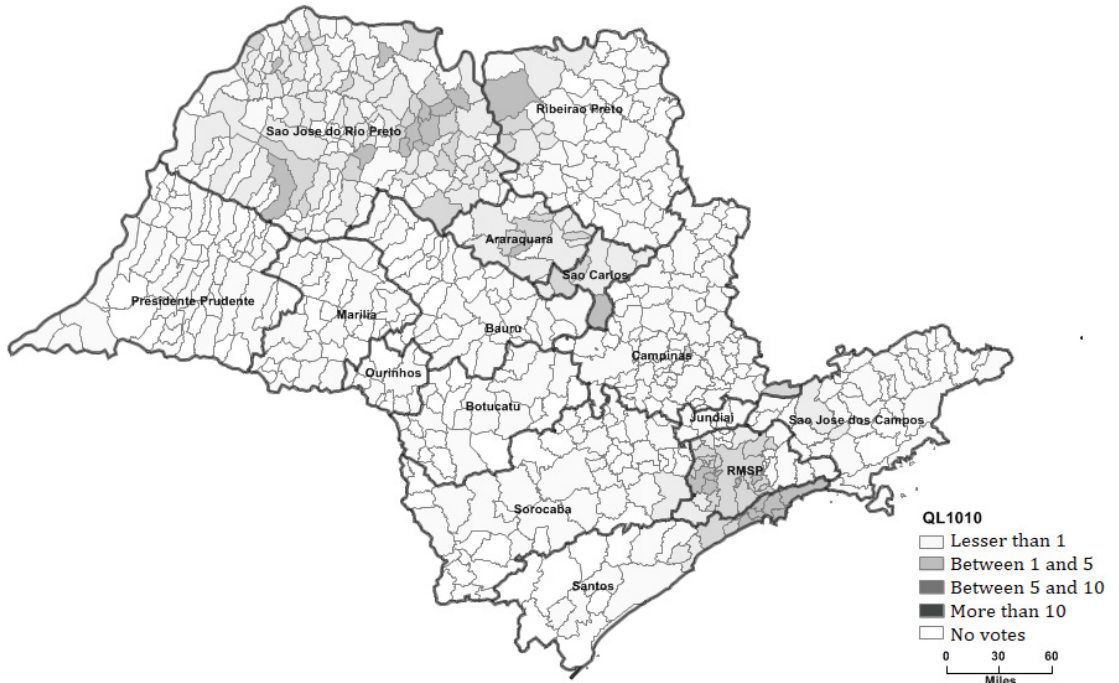 Ribeirao Preto
Sao Jose do Rio Preto
Araraquara
Sao Carlos
Presidente Prudente
Marilia
Bauru
Campinas
Ourinhos
Botucatu
Jundiai
Sao Jose dos Campos
RMSP
Sorocaba
Santos
QL1010
Lesser than 1
Between 1 and 5
Between 5 and 10
More than 10
No votes
0 30 60
Miles